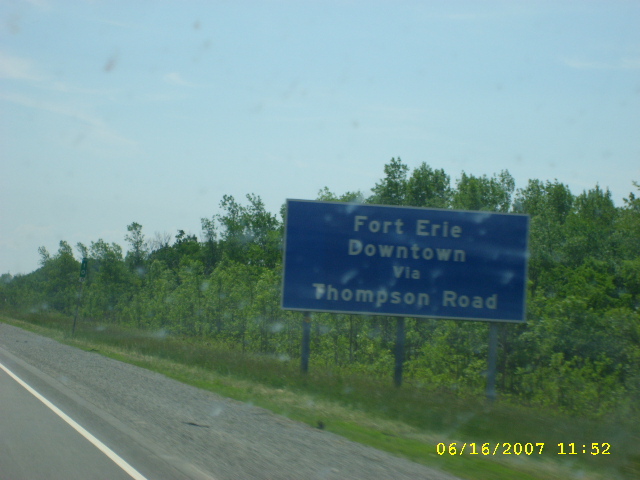 Fort Erie
Downtown
Via
Thompson Road
06/16/2007 11:52